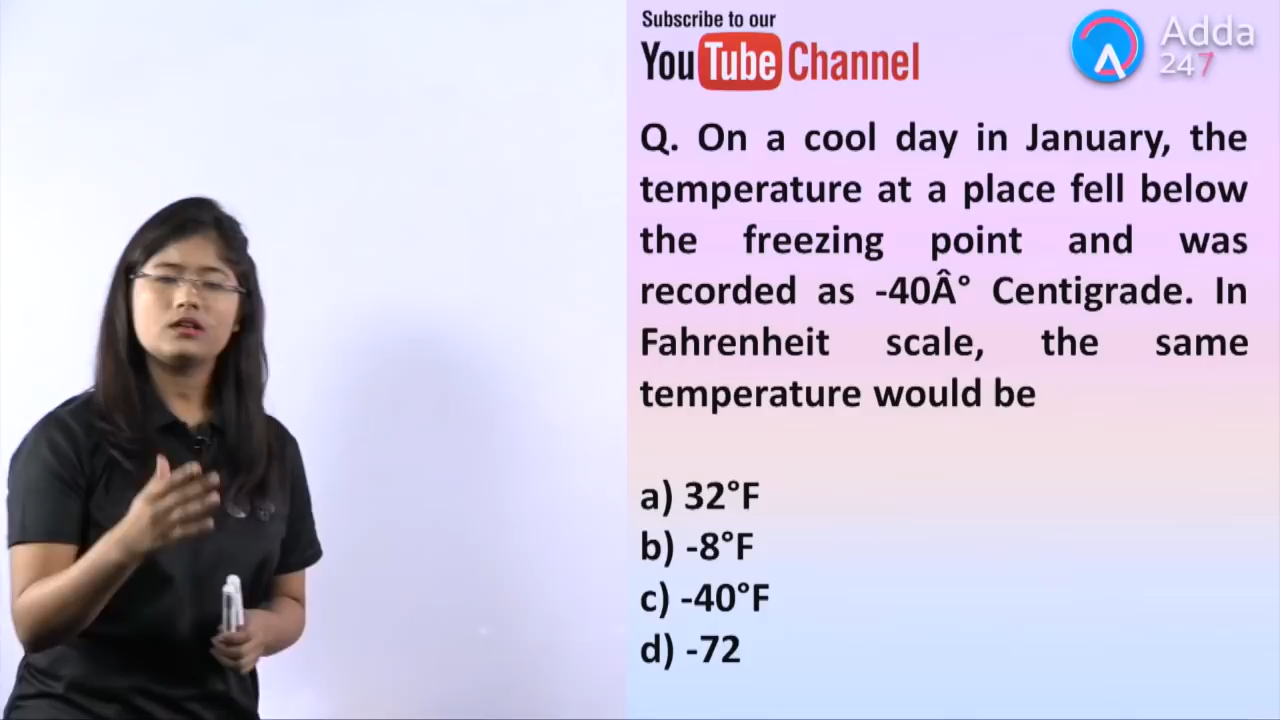 Subscribe to our
YouTube Channel
Adda
247
Q. On a cool day in January, the
temperature at a place fell below
the freezing point and was
recorded as -40Â° Centigrade. In
Fahrenheit scale, the same
temperature would be
a) 32°F
b) -8°F
c) -40°F
d) -72